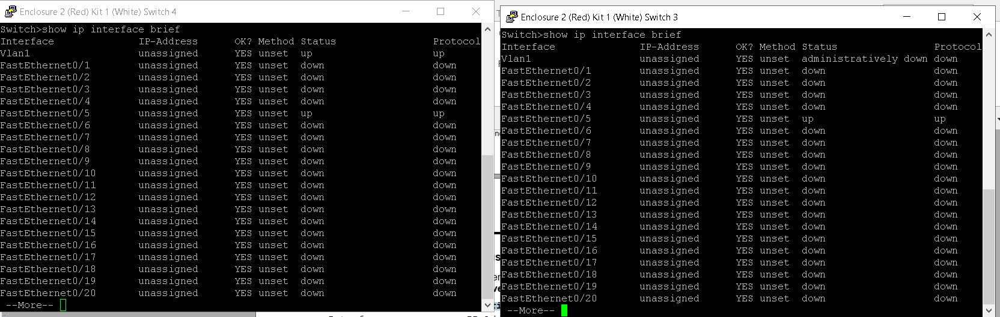 Enclosure 2 (Red) Kit 1 (White) Switch 4
Switch>show ip interface brief
Interface IP-Address OK? Method Status Protocol
Vlan1 unassigned YES unset up up
FastEthernet0/1 unassigned YES unset down down
FastEthernet0/2 unassigned YES unset down down
FastEthernet0/3 unassigned YES unset down down
FastEthernet0/4 unassigned YES unset down down
FastEthernet0/5 unassigned YES unset up up
FastEthernet0/6 unassigned YES unset down down
FastEthernet0/7 unassigned YES unset down down
FastEthernet0/8 unassigned YES unset down down
FastEthernet0/9 unassigned YES unset down down
FastEthernet0/10 unassigned YES unset down down
FastEthernet0/11 unassigned YES unset down down
FastEthernet0/12 unassigned YES unset down down
FastEthernet0/13 unassigned YES unset down down
FastEthernet0/14 unassigned YES unset down down
FastEthernet0/15 unassigned YES unset down down
FastEthernet0/16 unassigned YES unset down down
FastEthernet0/17 unassigned YES unset down down
FastEthernet0/18 unassigned YES unset down down
FastEthernet0/19 unassigned YES unset down down
FastEthernet0/20 unassigned YES unset down down
--More--
Enclosure 2 (Red) Kit 1 (White) Switch 3
Switch>show ip interface brief
Interface IP-Address OK? Method Status Protocol
Vlan1 unassigned YES unset administratively down down
FastEthernet0/1 unassigned YES unset down down
FastEthernet0/2 unassigned YES unset down down
FastEthernet0/3 unassigned YES unset down down
FastEthernet0/4 unassigned YES unset down down
FastEthernet0/5 unassigned YES unset up up
FastEthernet0/6 unassigned YES unset down down
FastEthernet0/7 unassigned YES unset down down
FastEthernet0/8 unassigned YES unset down down
FastEthernet0/9 unassigned YES unset down down
FastEthernet0/10 unassigned YES unset down down
FastEthernet0/11 unassigned YES unset down down
FastEthernet0/12 unassigned YES unset down down
FastEthernet0/13 unassigned YES unset down down
FastEthernet0/14 unassigned YES unset down down
FastEthernet0/15 unassigned YES unset down down
FastEthernet0/16 unassigned YES unset down down
FastEthernet0/17 unassigned YES unset down down
FastEthernet0/18 unassigned YES unset down down
FastEthernet0/19 unassigned YES unset down down
FastEthernet0/20 unassigned YES unset down down
--More--